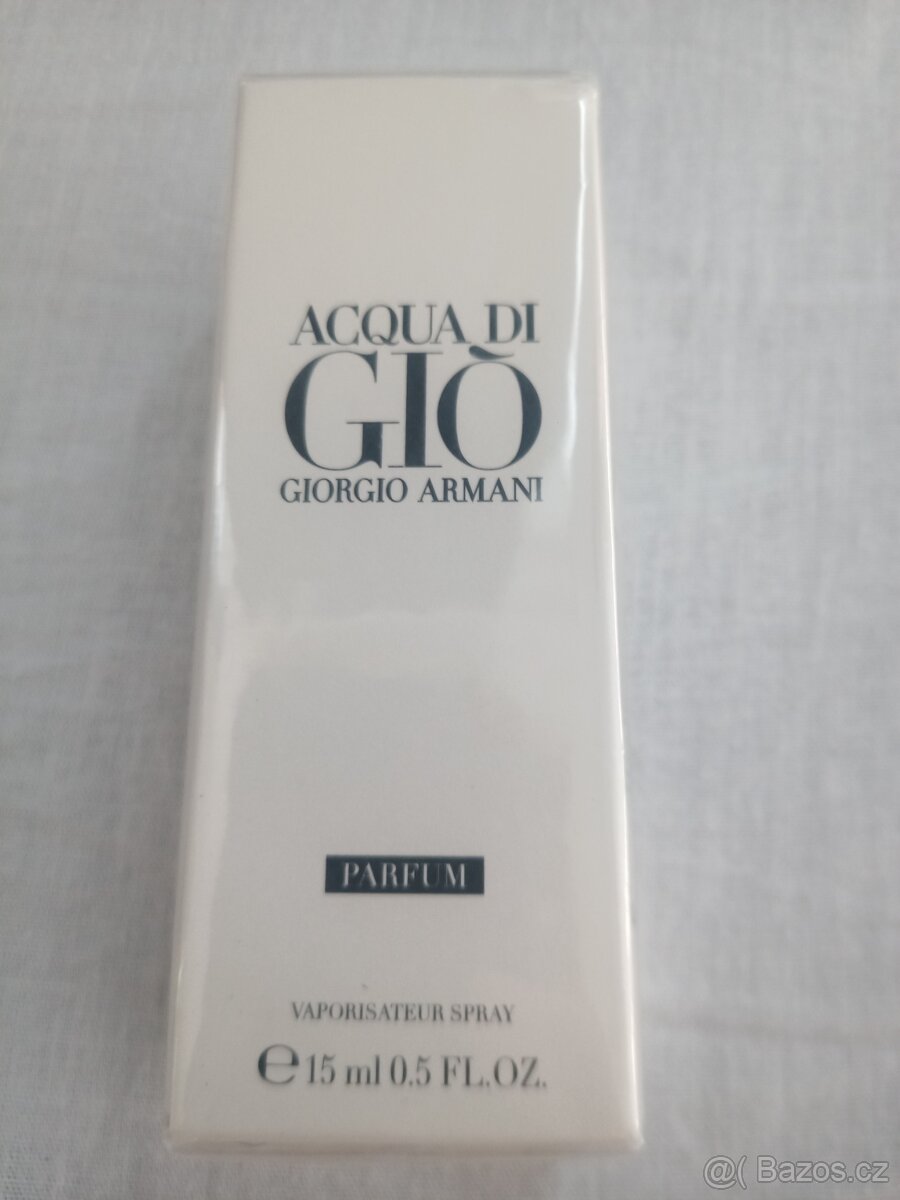 ACQUA DI
GIÒ
GIORGIO ARMANI
PARFUM
VAPORISATEUR SPRAY
℮ 15 ml 0.5 FL.OZ.
@( Bazos.cz